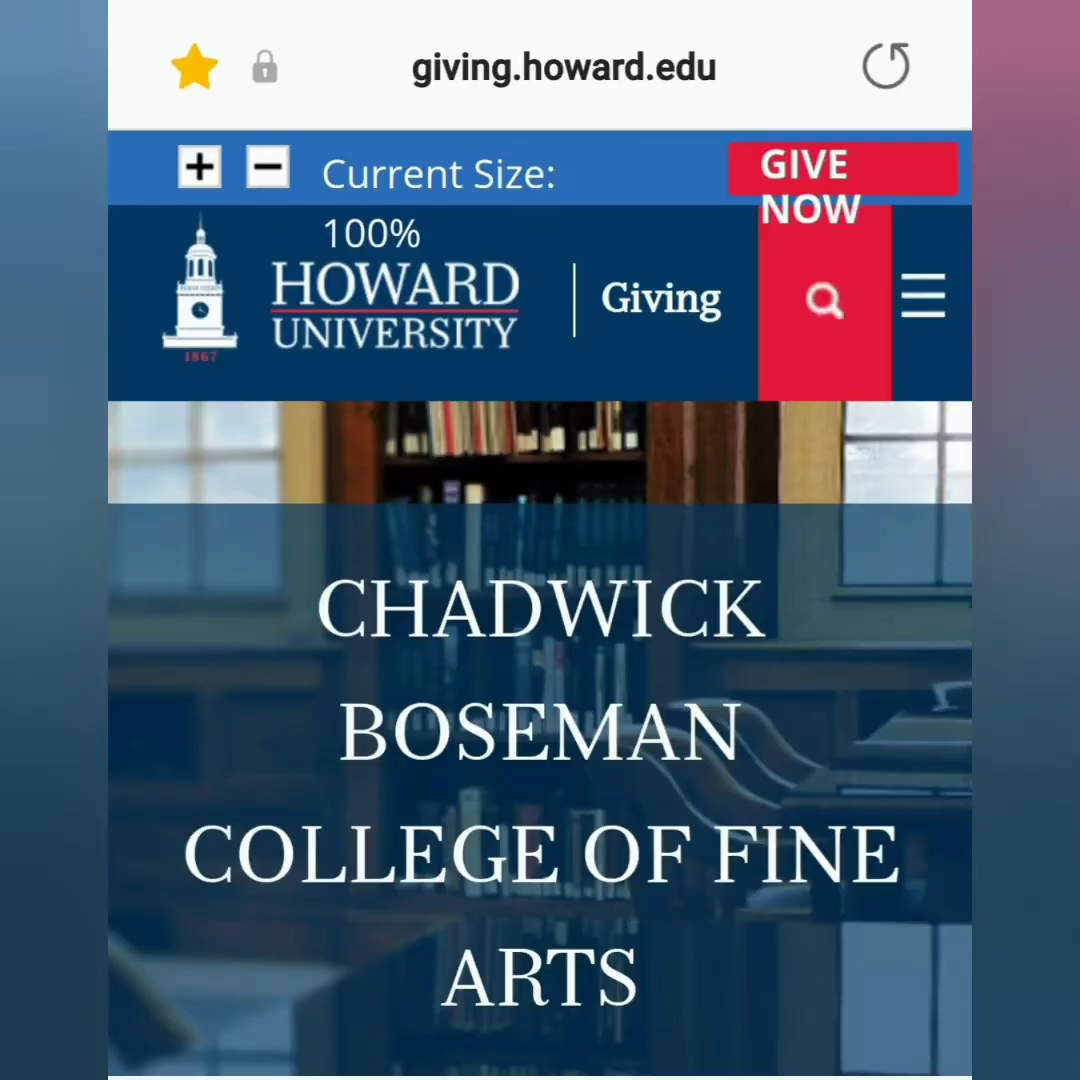 giving.howard.edu
+ − Current Size:
100%
GIVE
NOW
HOWARD
UNIVERSITY
1867
Giving
CHADWICK
BOSEMAN
COLLEGE OF FINE
ARTS